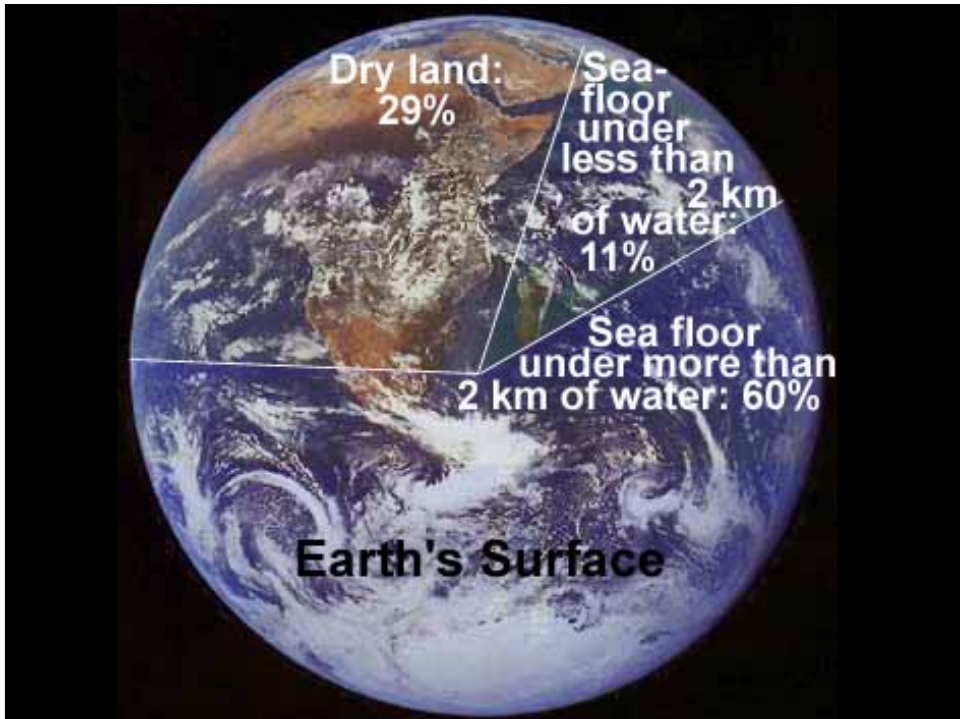 Dry land:
29%
Sea-
floor
under
less than
2 km
of water:
11%
Sea floor
under more than
2 km of water: 60%
Earth's Surface